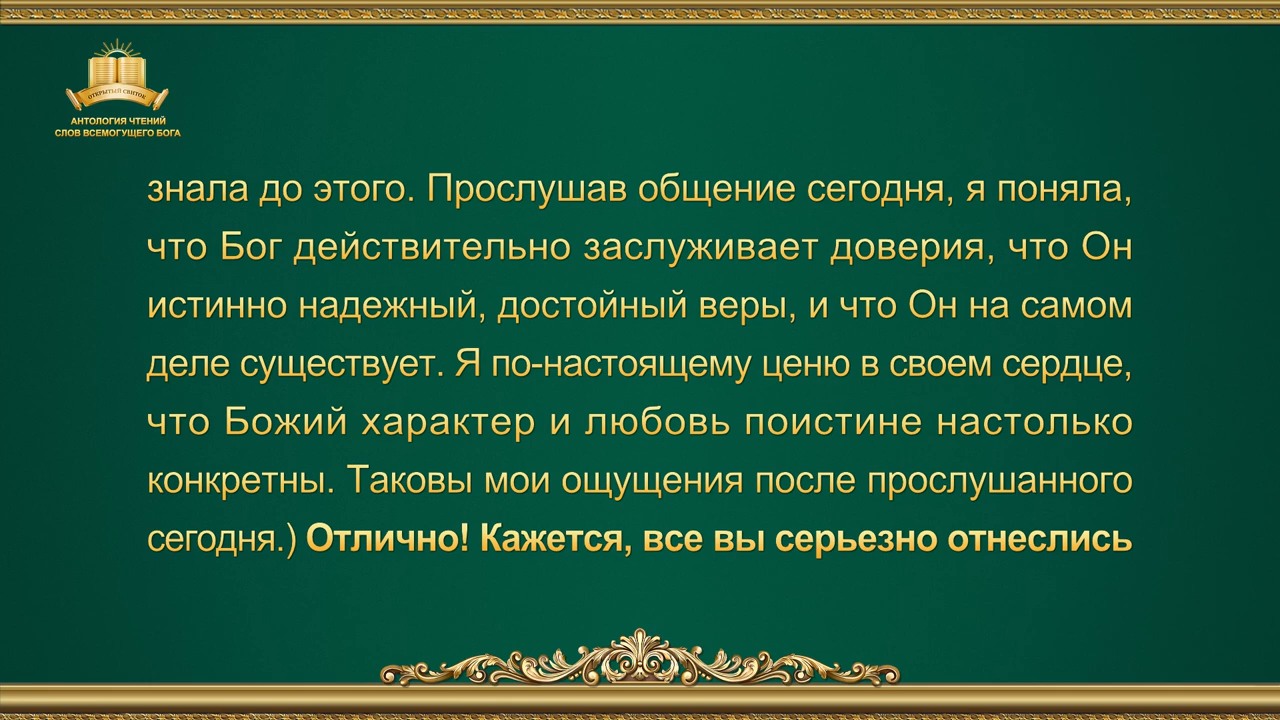 ОТКРЫТЫЙ СВИТОК
АНТОЛОГИЯ ЧТЕНИЙ
СЛОВ ВСЕМОГУЩЕГО БОГА
знала до этого. Прослушав общение сегодня, я поняла,
что Бог действительно заслуживает доверия, что Он
истинно надежный, достойный веры, и что Он на самом
деле существует. Я по-настоящему ценю в своем сердце,
что Божий характер и любовь поистине настолько
конкретны. Таковы мои ощущения после прослушанного
сегодня.) Отлично! Кажется, все вы серьезно отнеслись